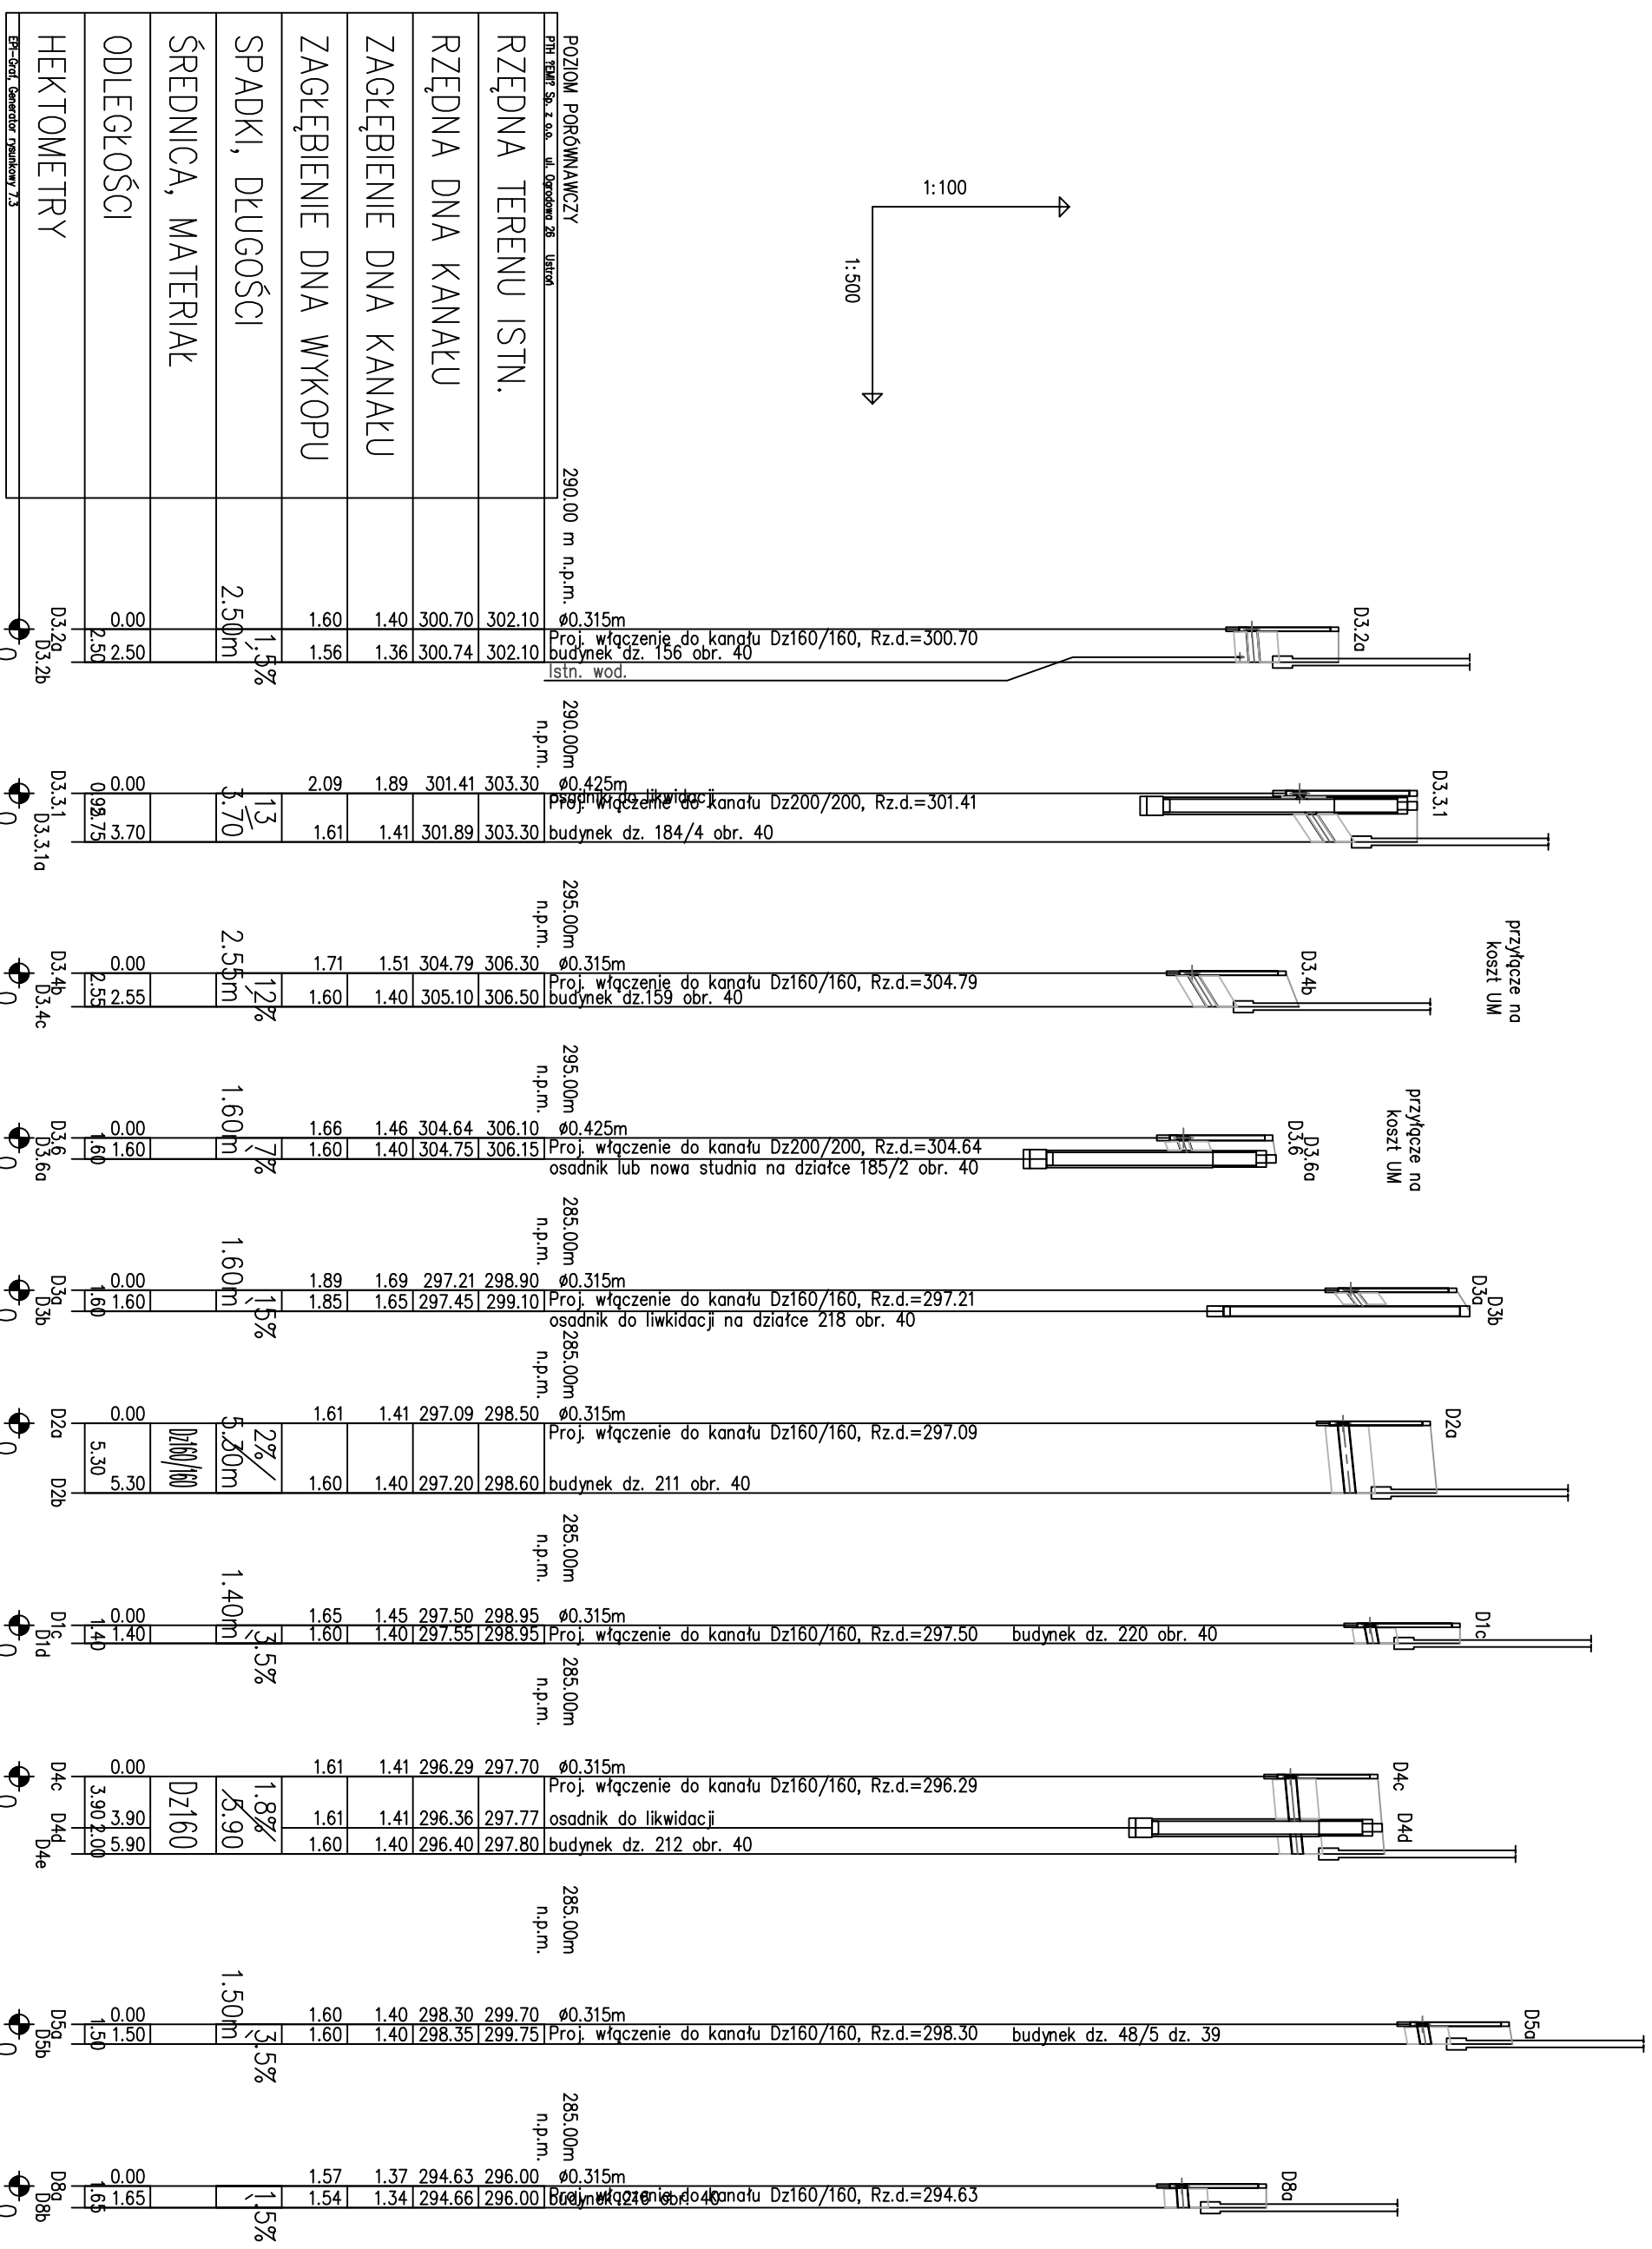 1:100
1:500
POZIOM PORÓWNAWCZY
290.00 m n.p.m.
PTH ?EMI? Sp. z o.o. ul. Ogrodowa 26 Ustroń
RZĘDNA TERENU ISTN.
RZĘDNA DNA KANAŁU
ZAGŁĘBIENIE DNA KANAŁU
ZAGŁĘBIENIE DNA WYKOPU
SPADKI, DŁUGOŚCI
ŚREDNICA, MATERIAŁ
ODLEGŁOŚCI
HEKTOMETRY
EPI-Graf, Generator rysunkowy 7.3
D3.2a
0.00 1.60 1.40 300.70 302.10 ø0.315m
Proj. włączenie do kanału Dz160/160, Rz.d.=300.70
2.50 1.56 1.36 300.74 302.10 budynek dz. 156 obr. 40
Istn. wod.
2.50m 1.5%
2.50
D3.2a D3.2b
0
290.00m
n.p.m.
D3.3.1
0.00 2.09 1.89 301.41 303.30 ø0.425m
osadnik do likwidacji
Proj. włączenie do kanału Dz200/200, Rz.d.=301.41
3.70 1.61 1.41 301.89 303.30 budynek dz. 184/4 obr. 40
13
3.70
D3.3.1 D3.3.1a
0
przyłącze na
koszt UM
295.00m
n.p.m.
D3.4b
0.00 1.71 1.51 304.79 306.30 ø0.315m
Proj. włączenie do kanału Dz160/160, Rz.d.=304.79
2.55 1.60 1.40 305.10 306.50 budynek dz.159 obr. 40
2.55m 12%
2.55
D3.4b D3.4c
0
przyłącze na
koszt UM
295.00m
n.p.m.
D3.6a
D3.6
0.00 1.66 1.46 304.64 306.10 ø0.425m
1.60 1.60 1.40 304.75 306.15 Proj. włączenie do kanału Dz200/200, Rz.d.=304.64
osadnik lub nowa studnia na działce 185/2 obr. 40
1.60m 7%
1.60
D3.6 D3.6a
0
285.00m
n.p.m.
D3b
D3a
0.00 1.89 1.69 297.21 298.90 ø0.315m
1.60 1.85 1.65 297.45 299.10 Proj. włączenie do kanału Dz160/160, Rz.d.=297.21
osadnik do liwkidacji na działce 218 obr. 40
1.60m 15%
1.60
D3a D3b
0
285.00m
n.p.m.
D2a
0.00 1.61 1.41 297.09 298.50 ø0.315m
Proj. włączenie do kanału Dz160/160, Rz.d.=297.09
5.30 1.60 1.40 297.20 298.60 budynek dz. 211 obr. 40
2%
5.30m
Dz160/160
5.30
D2a D2b
0
285.00m
n.p.m.
D1c
0.00 1.65 1.45 297.50 298.95 ø0.315m
1.40 1.60 1.40 297.55 298.95 Proj. włączenie do kanału Dz160/160, Rz.d.=297.50 budynek dz. 220 obr. 40
1.40m 3.5%
1.40
D1c D1d
0
285.00m
n.p.m.
D4c D4d
0.00 1.61 1.41 296.29 297.70 ø0.315m
Proj. włączenie do kanału Dz160/160, Rz.d.=296.29
3.90 1.61 1.41 296.36 297.77 osadnik do likwidacji
5.90 1.60 1.40 296.40 297.80 budynek dz. 212 obr. 40
1.8%
5.90
Dz160
3.90 2.00
D4c D4d D4e
0
285.00m
n.p.m.
D5a
0.00 1.60 1.40 298.30 299.70 ø0.315m
1.50 1.60 1.40 298.35 299.75 Proj. włączenie do kanału Dz160/160, Rz.d.=298.30 budynek dz. 48/5 dz. 39
1.50m 3.5%
1.50
D5a D5b
0
285.00m
n.p.m.
D8a
0.00 1.57 1.37 294.63 296.00 ø0.315m
Proj. włączenie do kanału Dz160/160, Rz.d.=294.63
1.65 1.54 1.34 294.66 296.00 budynek 216 obr. 40
1.5%
1.65
D8a D8b
0